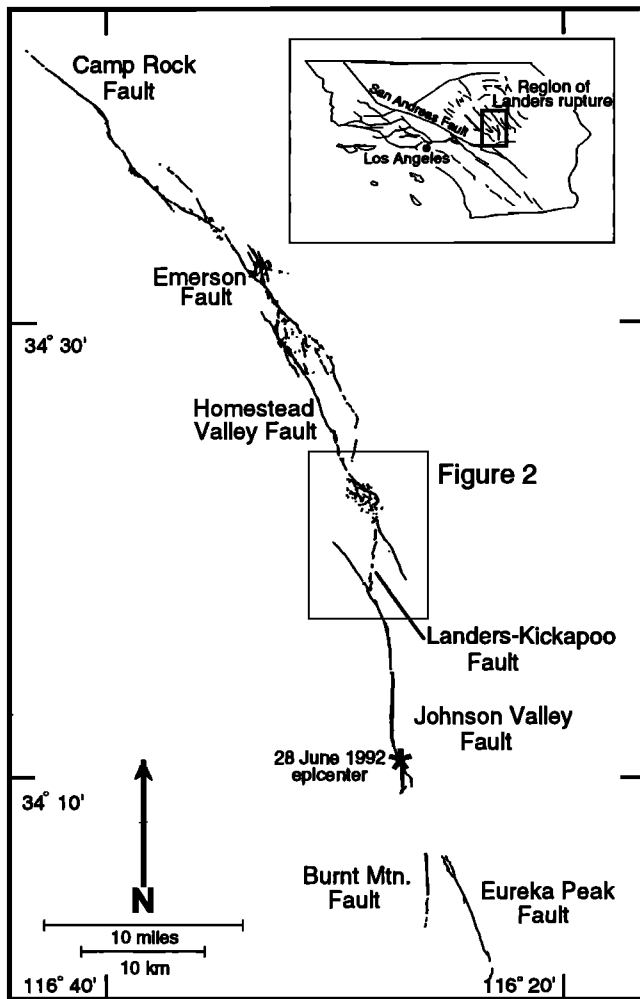 Camp Rock
Fault
San Andreas Fault
Region of
Landers rupture
Los Angeles
Emerson
Fault
34° 30'
Homestead
Valley Fault
Figure 2
Landers-Kickapoo
Fault
Johnson Valley
Fault
28 June 1992
epicenter
34° 10'
N
Burnt Mtn.
Fault
Eureka Peak
Fault
10 miles
10 km
116° 40'
116° 20'